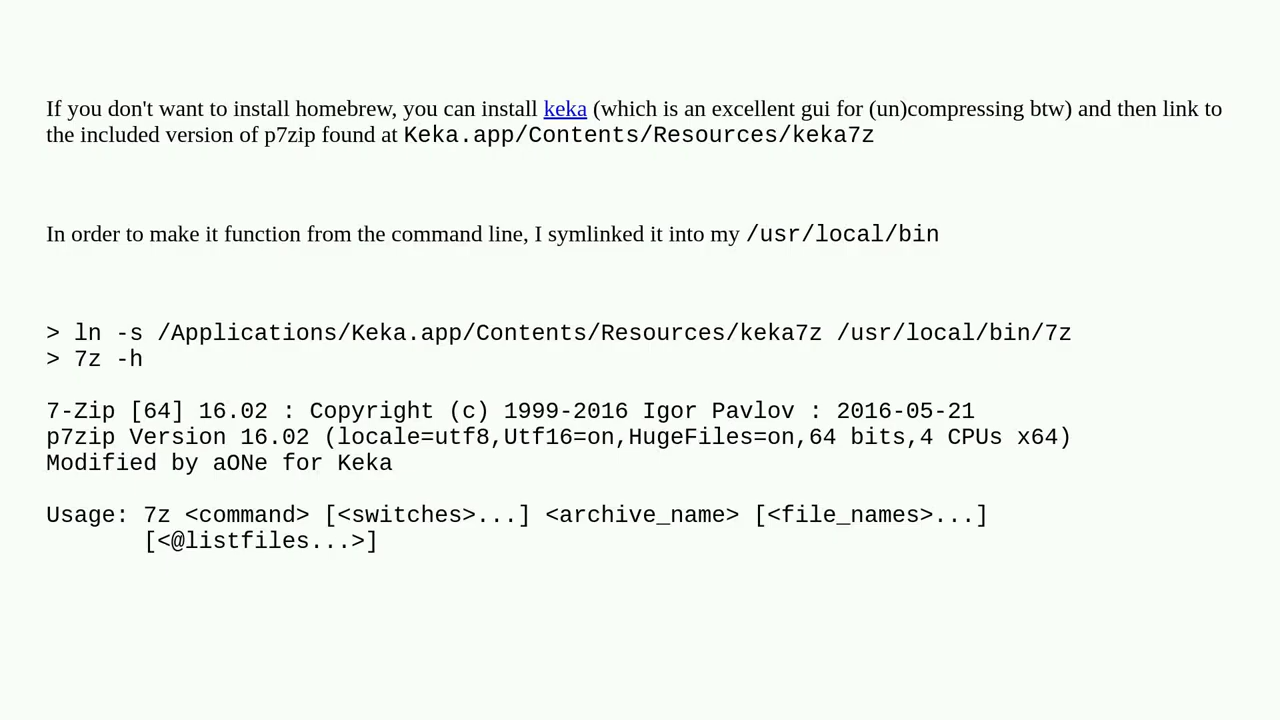 If you don't want to install homebrew, you can install keka (which is an excellent gui for (un)compressing btw) and then link to
the included version of p7zip found at Keka.app/Contents/Resources/keka7z
In order to make it function from the command line, I symlinked it into my /usr/local/bin
> ln -s /Applications/Keka.app/Contents/Resources/keka7z /usr/local/bin/7z
> 7z -h
7-Zip [64] 16.02 : Copyright (c) 1999-2016 Igor Pavlov : 2016-05-21
p7zip Version 16.02 (locale=utf8,Utf16=on,HugeFiles=on,64 bits,4 CPUs x64)
Modified by aONe for Keka
Usage: 7z <command> [<switches>...] <archive_name> [<file_names>...]
[<@listfiles...>]